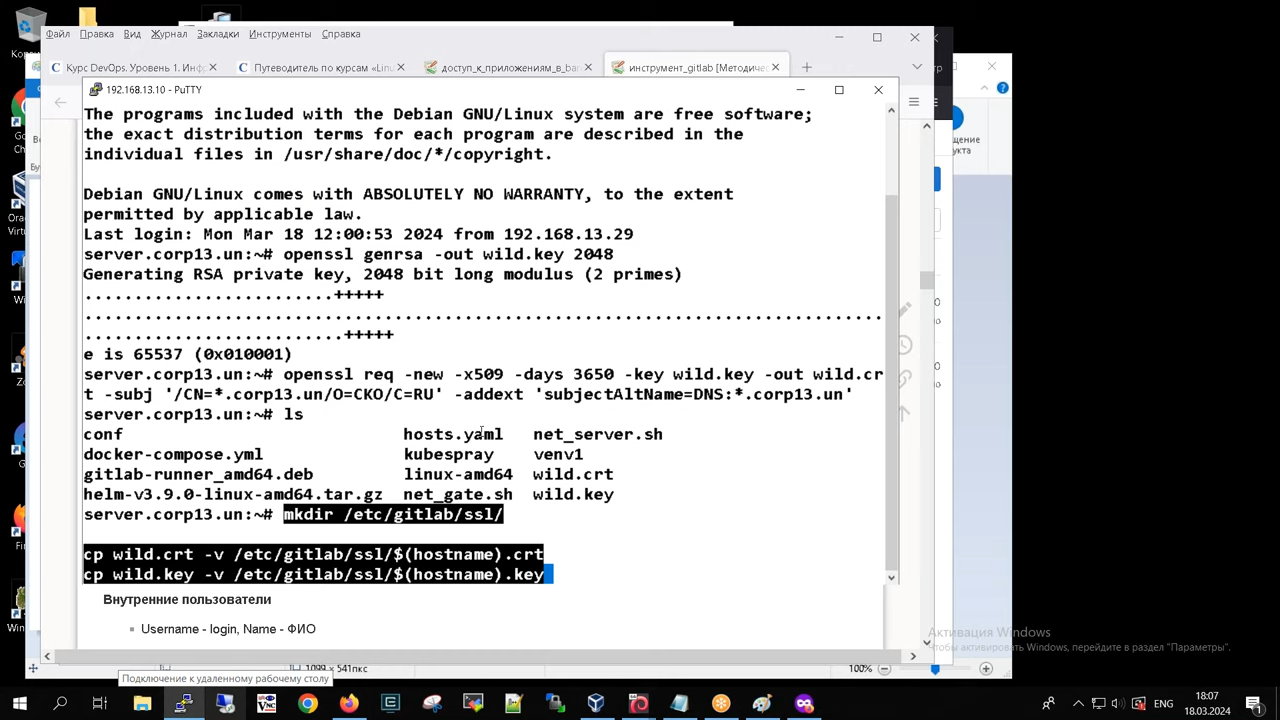 Файл Правка Вид Журнал Закладки Инструменты Справка
Курс DevOps. Уровень 1. Инфр
Путеводитель по курсам «Linu
доступ_к_приложениям_в_bar
инструмент_gitlab [Методичес
192.168.13.10 - PuTTY
The programs included with the Debian GNU/Linux system are free software;
the exact distribution terms for each program are described in the
individual files in /usr/share/doc/*/copyright.
Debian GNU/Linux comes with ABSOLUTELY NO WARRANTY, to the extent
permitted by applicable law.
Last login: Mon Mar 18 12:00:53 2024 from 192.168.13.29
server.corp13.un:~# openssl genrsa -out wild.key 2048
Generating RSA private key, 2048 bit long modulus (2 primes)
.........................+++++
................................................................................
..........................+++++
e is 65537 (0x010001)
server.corp13.un:~# openssl req -new -x509 -days 3650 -key wild.key -out wild.cr
t -subj '/CN=*.corp13.un/O=CKO/C=RU' -addext 'subjectAltName=DNS:*.corp13.un'
server.corp13.un:~# ls
conf hosts.yaml net_server.sh
docker-compose.yml kubespray venv1
gitlab-runner_amd64.deb linux-amd64 wild.crt
helm-v3.9.0-linux-amd64.tar.gz net_gate.sh wild.key
server.corp13.un:~# mkdir /etc/gitlab/ssl/
cp wild.crt -v /etc/gitlab/ssl/$(hostname).crt
cp wild.key -v /etc/gitlab/ssl/$(hostname).key
Внутренние пользователи
Username - login, Name - ФИО
Активация Windows
Чтобы активировать Windows, перейдите в раздел "Параметры".
1099 × 541пкс
100%
Подключение к удаленному рабочему столу
ENG
18:07
18.03.2024